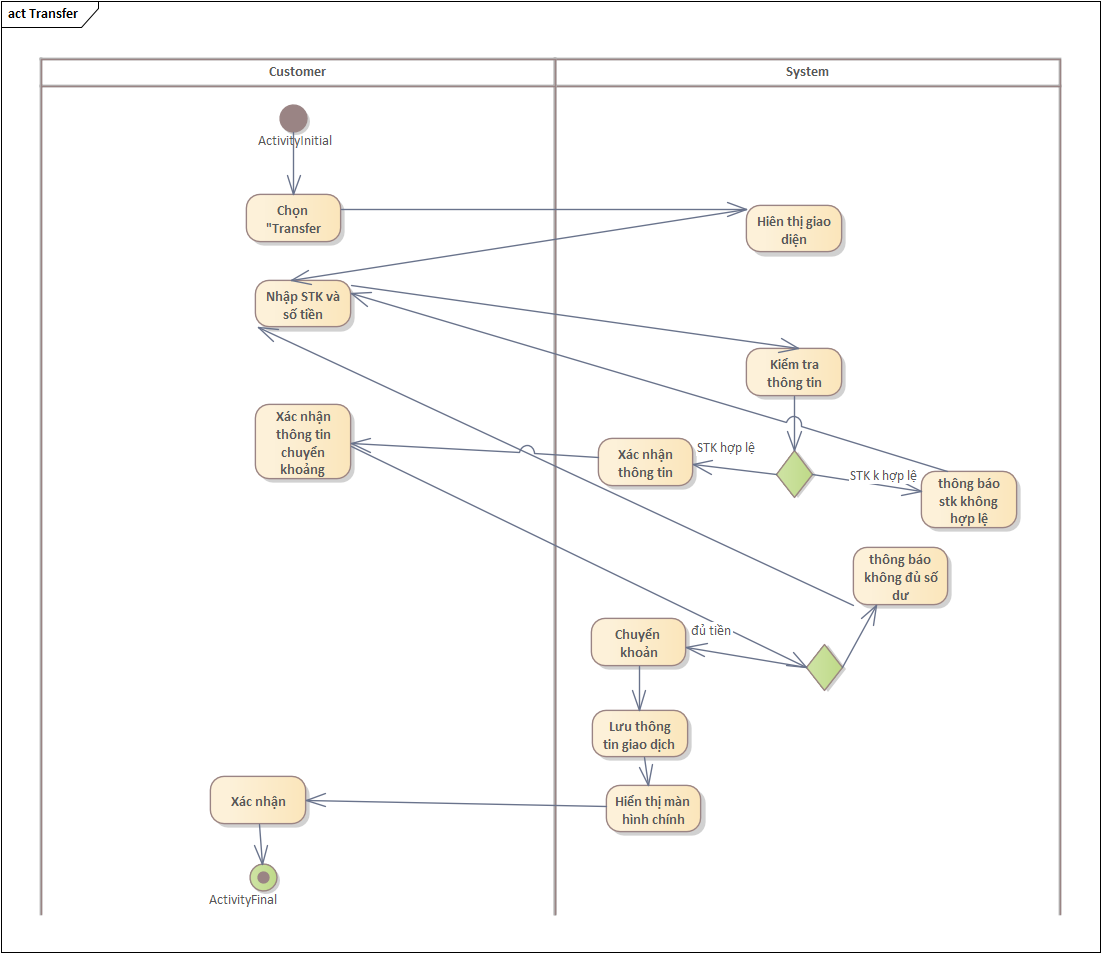 act Transfer
Customer
System
ActivityInitial
Chọn
"Transfer
Hiên thị giao
diện
Nhập STK và
số tiền
Kiểm tra
thông tin
Xác nhận
thông tin
chuyển
khoảng
Xác nhận
thông tin
STK hợp lệ
STK k hợp lệ
thông báo
stk không
hợp lệ
thông báo
không đủ số
dư
Chuyển
khoản
đủ tiền
Lưu thông
tin giao dịch
Hiển thị màn
hình chính
Xác nhận
ActivityFinal